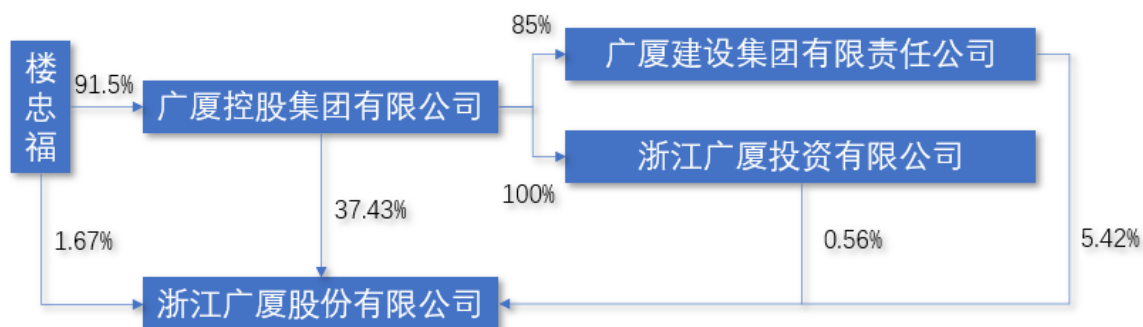 楼忠福
91.5%
广厦控股集团有限公司
85%
广厦建设集团有限责任公司
100%
浙江广厦投资有限公司
1.67%
37.43%
0.56%
5.42%
浙江广厦股份有限公司